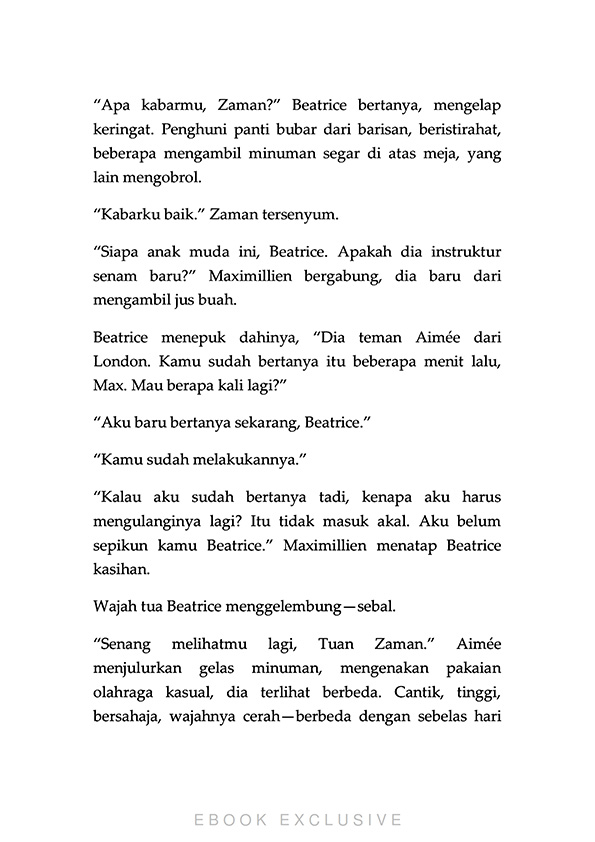 “Apa kabarmu, Zaman?” Beatrice bertanya, mengelap
keringat. Penghuni panti bubar dari barisan, beristirahat,
beberapa mengambil minuman segar di atas meja, yang
lain mengobrol.
“Kabarku baik.” Zaman tersenyum.
“Siapa anak muda ini, Beatrice. Apakah dia instruktur
senam baru?” Maximillien bergabung, dia baru dari
mengambil jus buah.
Beatrice menepuk dahinya, “Dia teman Aimée dari
London. Kamu sudah bertanya itu beberapa menit lalu,
Max. Mau berapa kali lagi?”
“Aku baru bertanya sekarang, Beatrice.”
“Kamu sudah melakukannya.”
“Kalau aku sudah bertanya tadi, kenapa aku harus
mengulanginya lagi? Itu tidak masuk akal. Aku belum
sepikun kamu Beatrice.” Maximillien menatap Beatrice
kasihan.
Wajah tua Beatrice menggelembung—sebal.
“Senang melihatmu lagi, Tuan Zaman.” Aimée
menjulurkan gelas minuman, mengenakan pakaian
olahraga kasual, dia terlihat berbeda. Cantik, tinggi,
bersahaja, wajahnya cerah—berbeda dengan sebelas hari
EBOOK EXCLUSIVE